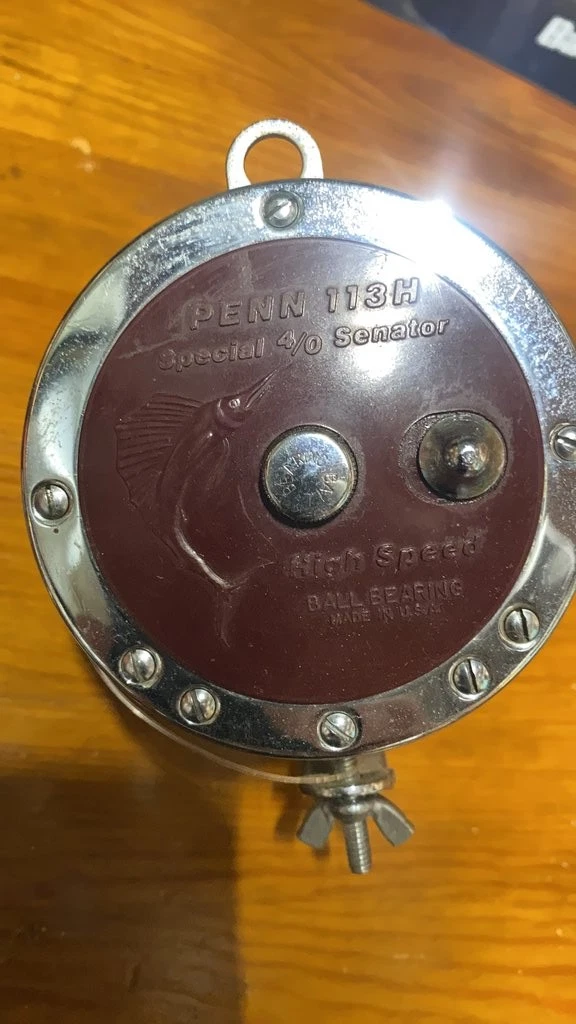 PENN 113H
Special 4/0 Senator
High Speed
BALL BEARING
MADE IN U.S.A.